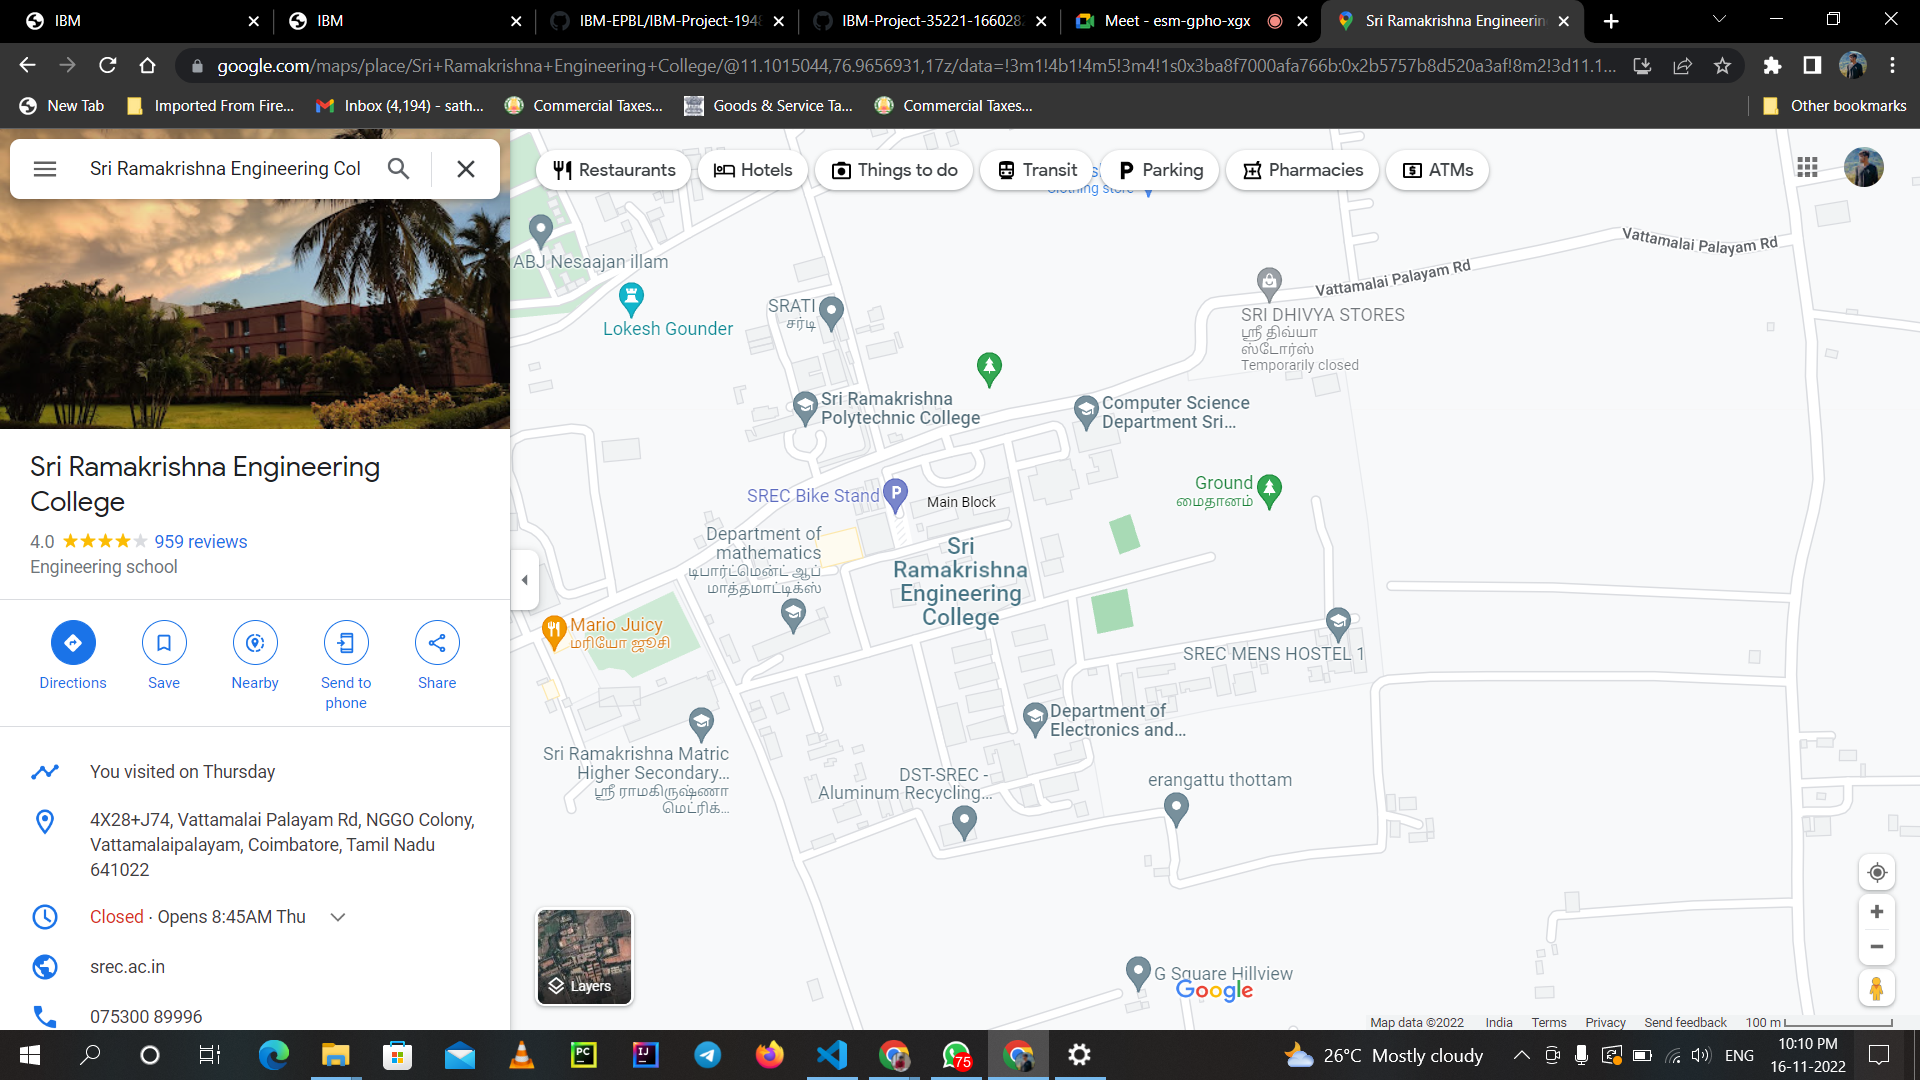 IBM
IBM
IBM-EPBL/IBM-Project-1948
IBM-Project-35221-1660282
Meet - esm-gpho-xgx
Sri Ramakrishna Engineerin
google.com/maps/place/Sri+Ramakrishna+Engineering+College/@11.1015044,76.9656931,17z/data=!3m1!4b1!4m5!3m4!1s0x3ba8f7000afa766b:0x2b5757b8d520a3af!8m2!3d11.1...
New Tab
Imported From Fire...
Inbox (4,194) - sath...
Commercial Taxes...
Goods & Service Ta...
Commercial Taxes...
Other bookmarks
Sri Ramakrishna Engineering Col
Restaurants
Hotels
Things to do
Transit
Parking
Pharmacies
ATMs
Clothing store
Sri Ramakrishna Engineering
College
4.0
959 reviews
Engineering school
Directions
Save
Nearby
Send to
phone
Share
You visited on Thursday
4X28+J74, Vattamalai Palayam Rd, NGGO Colony,
Vattamalaipalayam, Coimbatore, Tamil Nadu
641022
Closed · Opens 8:45AM Thu
srec.ac.in
075300 89996
ABJ Nesaajan illam
Lokesh Gounder
SRATI
சர்டி
Vattamalai Palayam Rd
Vattamalai Palayam Rd
SRI DHIVYA STORES
ஸ்ரீ திவ்யா
ஸ்டோர்ஸ்
Temporarily closed
Sri Ramakrishna
Polytechnic College
Computer Science
Department Sri...
SREC Bike Stand
Main Block
Ground
மைதானம்
Department of
mathematics
டிபார்ட்மென்ட் ஆப்
மாத்தமாட்டிக்ஸ்
Sri
Ramakrishna
Engineering
College
Mario Juicy
மரியோ ஜூசி
SREC MENS HOSTEL 1
Department of
Electronics and...
Sri Ramakrishna Matric
Higher Secondary...
ஸ்ரீ ராமகிருஷ்ணா
மெட்ரிக்...
DST-SREC -
Aluminum Recycling...
erangattu thottam
G Square Hillview
Google
Layers
Map data ©2022
India
Terms
Privacy
Send feedback
100 m
75
26°C Mostly cloudy
ENG
10:10 PM
16-11-2022